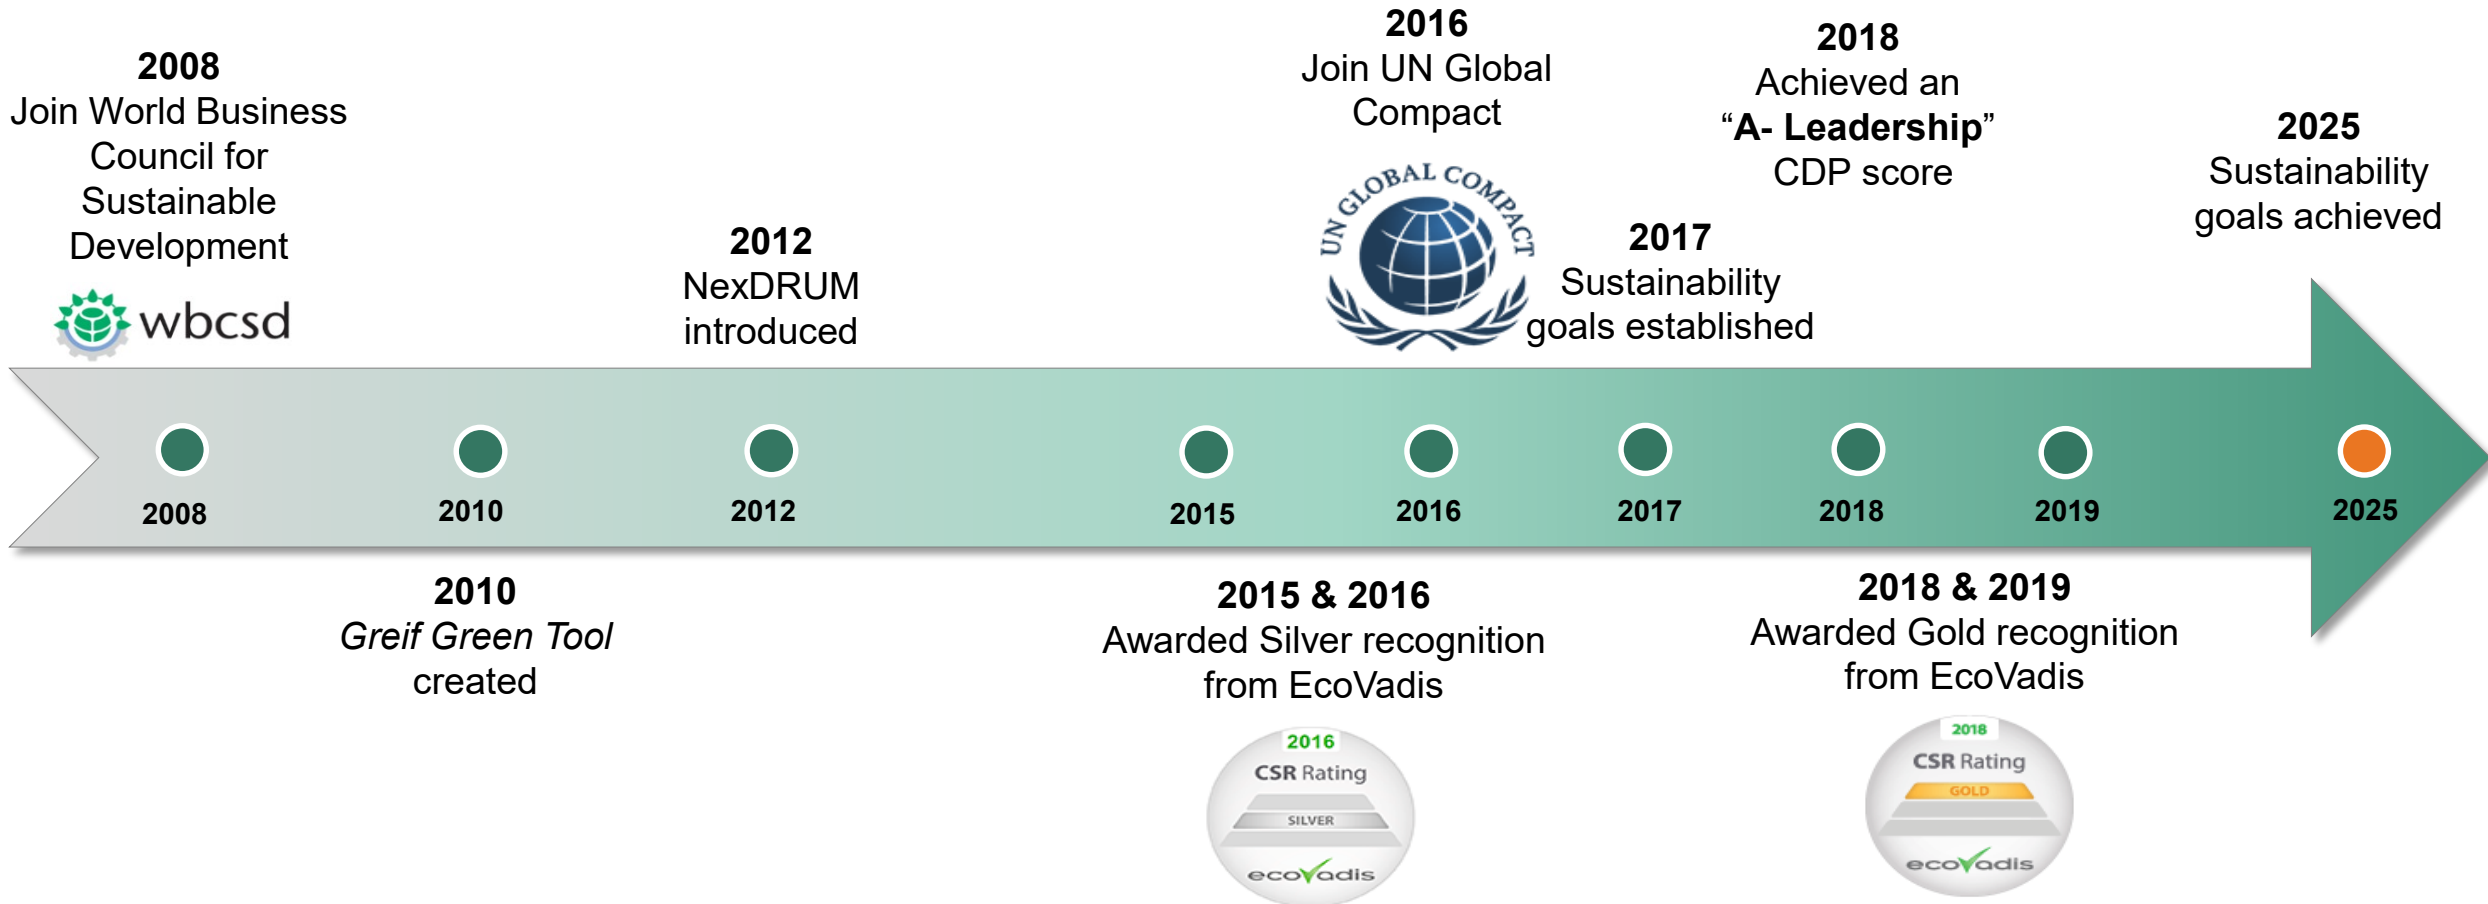 2008
Join World Business
Council for
Sustainable
Development
wbcsd
2012
NexDRUM
introduced
2016
Join UN Global
Compact
UN GLOBAL COMPACT
2017
Sustainability
goals established
2018
Achieved an
“A- Leadership”
CDP score
2025
Sustainability
goals achieved
2008
2010
2012
2015
2016
2017
2018
2019
2025
2010
Greif Green Tool
created
2015 & 2016
Awarded Silver recognition
from EcoVadis
2016
CSR Rating
SILVER
ecovadis
2018 & 2019
Awarded Gold recognition
from EcoVadis
2018
CSR Rating
GOLD
ecovadis